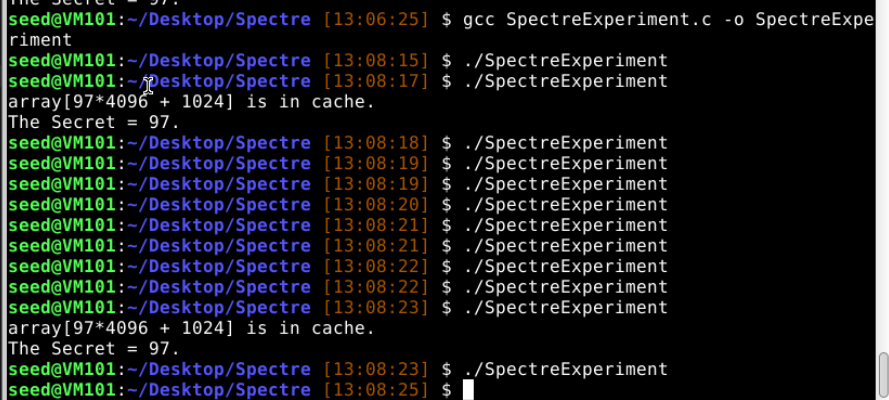 The Secret = 97.
seed@VM101:~/Desktop/Spectre [13:06:25] $ gcc SpectreExperiment.c -o SpectreExpe
riment
seed@VM101:~/Desktop/Spectre [13:08:15] $ ./SpectreExperiment
seed@VM101:~/Desktop/Spectre [13:08:17] $ ./SpectreExperiment
array[97*4096 + 1024] is in cache.
The Secret = 97.
seed@VM101:~/Desktop/Spectre [13:08:18] $ ./SpectreExperiment
seed@VM101:~/Desktop/Spectre [13:08:19] $ ./SpectreExperiment
seed@VM101:~/Desktop/Spectre [13:08:19] $ ./SpectreExperiment
seed@VM101:~/Desktop/Spectre [13:08:20] $ ./SpectreExperiment
seed@VM101:~/Desktop/Spectre [13:08:21] $ ./SpectreExperiment
seed@VM101:~/Desktop/Spectre [13:08:21] $ ./SpectreExperiment
seed@VM101:~/Desktop/Spectre [13:08:22] $ ./SpectreExperiment
seed@VM101:~/Desktop/Spectre [13:08:22] $ ./SpectreExperiment
seed@VM101:~/Desktop/Spectre [13:08:23] $ ./SpectreExperiment
array[97*4096 + 1024] is in cache.
The Secret = 97.
seed@VM101:~/Desktop/Spectre [13:08:23] $ ./SpectreExperiment
seed@VM101:~/Desktop/Spectre [13:08:25] $